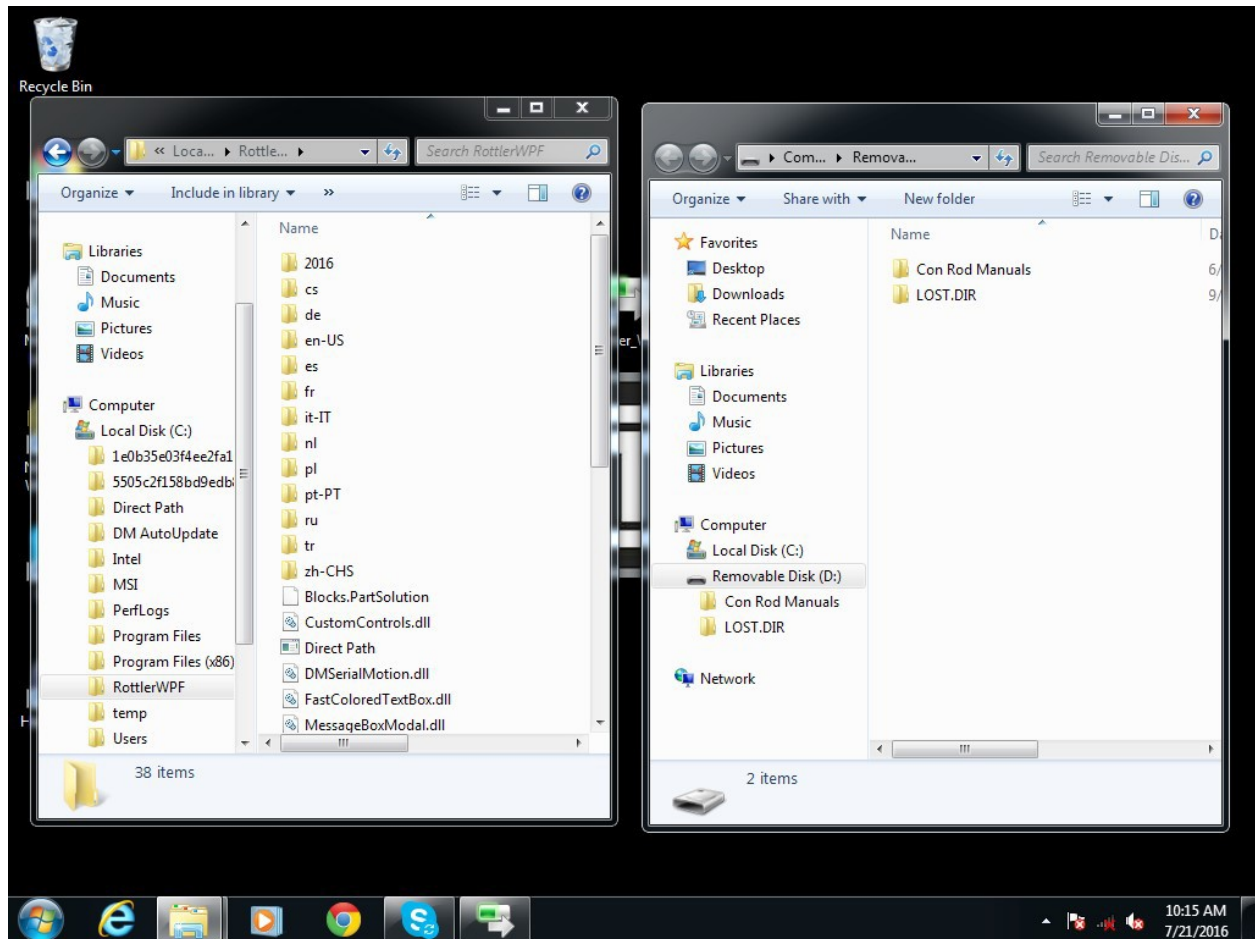 Recycle Bin
« Loca... Rottle...
Search RottlerWPF
Organize
Include in library
»
Libraries
Documents
Music
Pictures
Videos
Computer
Local Disk (C:)
1e0b35e03f4ee2fa1
Direct Path
DM AutoUpdate
Intel
MSI
PerfLogs
Program Files
Program Files (x86)
RottlerWPF
temp
Users
Name
2016
cs
de
en-US
es
fr
it-IT
nl
pl
pt-PT
ru
tr
zh-CHS
Blocks.PartSolution
CustomControls.dll
Direct Path
DMSerialMotion.dll
FastColoredTextBox.dll
MessageBoxModal.dll
38 items
Com... Remova...
Search Removable Dis...
Organize
Share with
New folder
Favorites
Desktop
Downloads
Recent Places
Libraries
Documents
Music
Pictures
Videos
Computer
Local Disk (C:)
Removable Disk (D:)
Con Rod Manuals
LOST.DIR
Network
Name
Con Rod Manuals 6/
LOST.DIR 9/
2 items
10:15 AM
7/21/2016